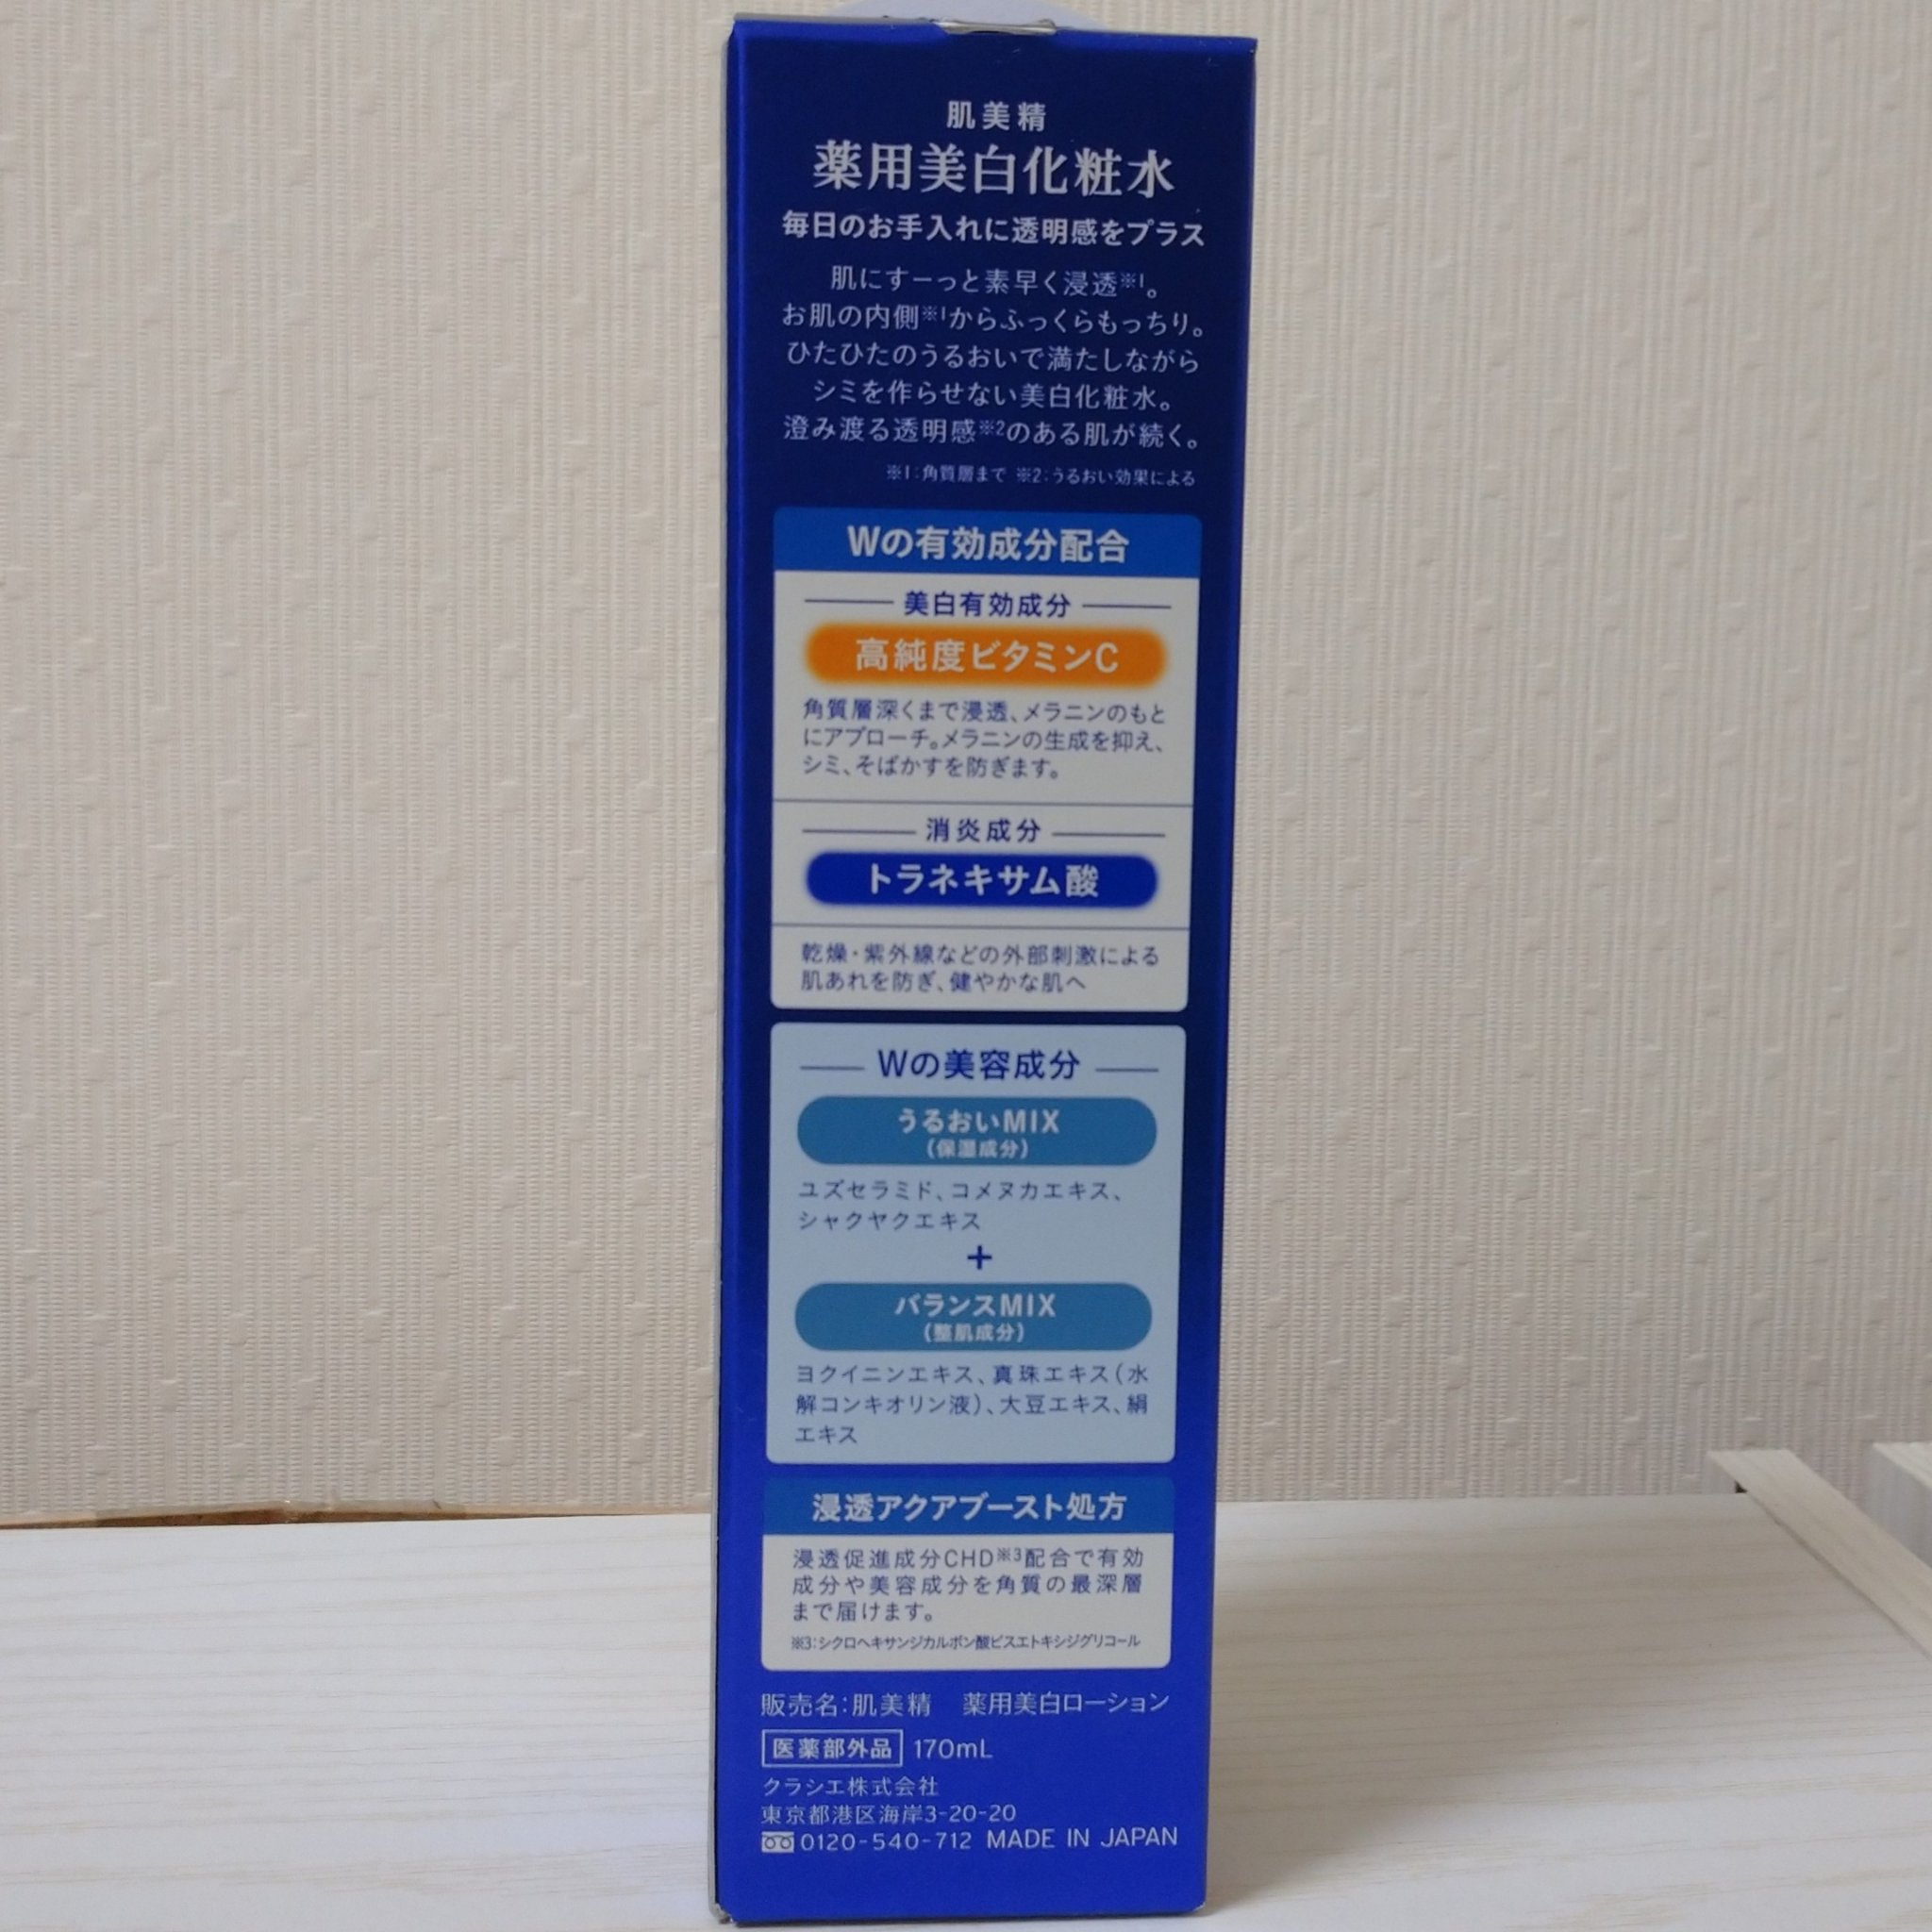 肌美精
薬用美白化粧水
毎日のお手入れに透明感をプラス
肌にすーっと素早く浸透※1。
お肌の内側※1からふっくらもっちり。
ひたひたのうるおいで満たしながら
シミを作らせない美白化粧水。
澄み渡る透明感※2のある肌が続く。
※1:角質層まで ※2:うるおい効果による
Wの有効成分配合
美白有効成分
高純度ビタミンC
角質層深くまで浸透、メラニンのもと
にアプローチ。メラニンの生成を抑え、
シミ、そばかすを防ぎます。
消炎成分
トラネキサム酸
乾燥・紫外線などの外部刺激による
肌あれを防ぎ、健やかな肌へ
Wの美容成分
うるおいMIX
(保湿成分)
ユズセラミド、コメヌカエキス、
シャクヤクエキス
+
バランスMIX
(整肌成分)
ヨクイニンエキス、真珠エキス(水
解コンキオリン液)、大豆エキス、絹
エキス
浸透アクアブースト処方
浸透促進成分CHD※3配合で有効
成分や美容成分を角質の最深層
まで届けます。
※3:シクロヘキサンジカルボン酸ビスエトキシジグリコール
販売名:肌美精 薬用美白ローション
医薬部外品 170mL
クラシエ株式会社
東京都港区海岸3-20-20
0120-540-712 MADE IN JAPAN